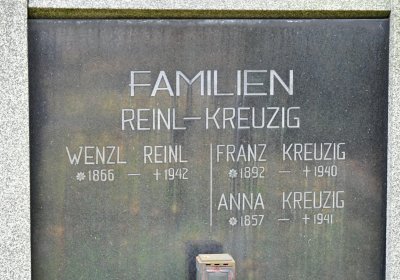 FAMILIEN
REINL-KREUZIG
WENZL REINL
*1866 - †1942
FRANZ KREUZIG
*1892 - †1940
ANNA KREUZIG
*1857 - †1941